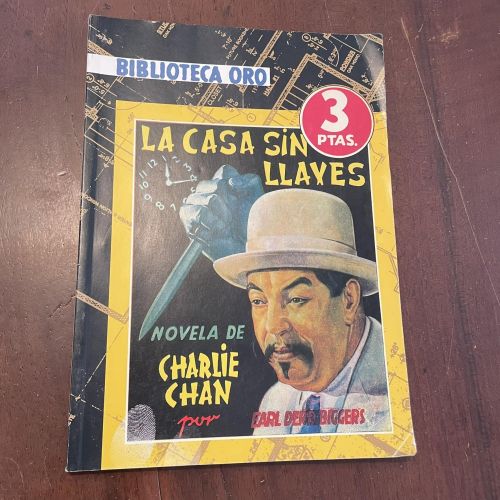 BIBLIOTECA ORO
3
PTAS.
LA CASA SIN
LLAVES
NOVELA DE
CHARLIE
CHAN
por
EARL DERR BIGGERS